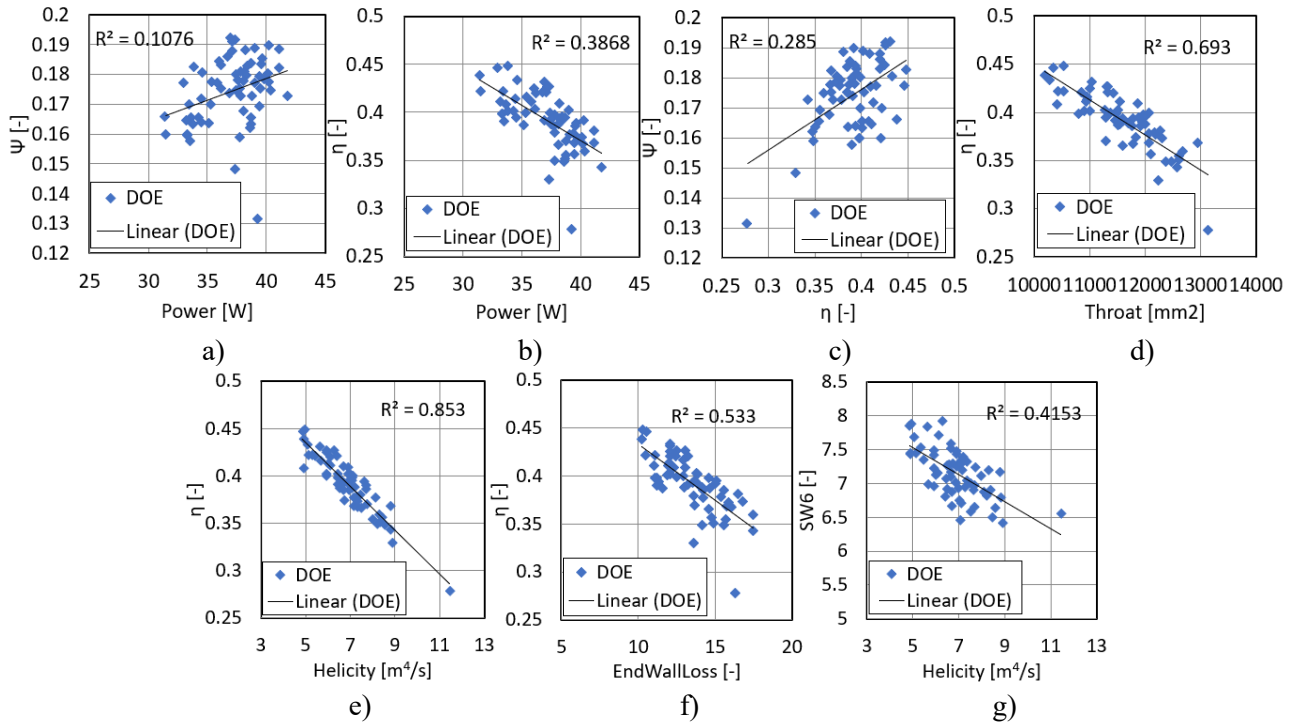 0.2
0.19
0.18
0.17
0.16
0.15
0.14
0.13
0.12
Ψ [-]
R² = 0.1076
DOE
Linear (DOE)
25 35 45
Power [W]
a)
0.5
0.45
0.4
0.35
0.3
0.25
η [-]
R² = 0.3868
DOE
Linear (DOE)
25 35 45
Power [W]
b)
0.2
0.19
0.18
0.17
0.16
0.15
0.14
0.13
0.12
Ψ [-]
R² = 0.285
DOE
Linear (DOE)
0.25 0.3 0.35 0.4 0.45 0.5
η [-]
c)
0.5
0.45
0.4
0.35
0.3
0.25
η [-]
R² = 0.693
DOE
Linear (DOE)
10000 11000 12000 13000 14000
Throat [mm2]
d)
0.5
0.45
0.4
0.35
0.3
0.25
η [-]
R² = 0.853
DOE
Linear (DOE)
3 5 7 9 11 13
Helicity [m⁴/s]
e)
0.5
0.45
0.4
0.35
0.3
0.25
η [-]
R² = 0.533
DOE
Linear (DOE)
5 10 15 20
EndWallLoss [-]
f)
8.5
8
7.5
7
6.5
6
5.5
5
SW6 [-]
R² = 0.4153
DOE
Linear (DOE)
3 5 7 9 11 13
Helicity [m⁴/s]
g)